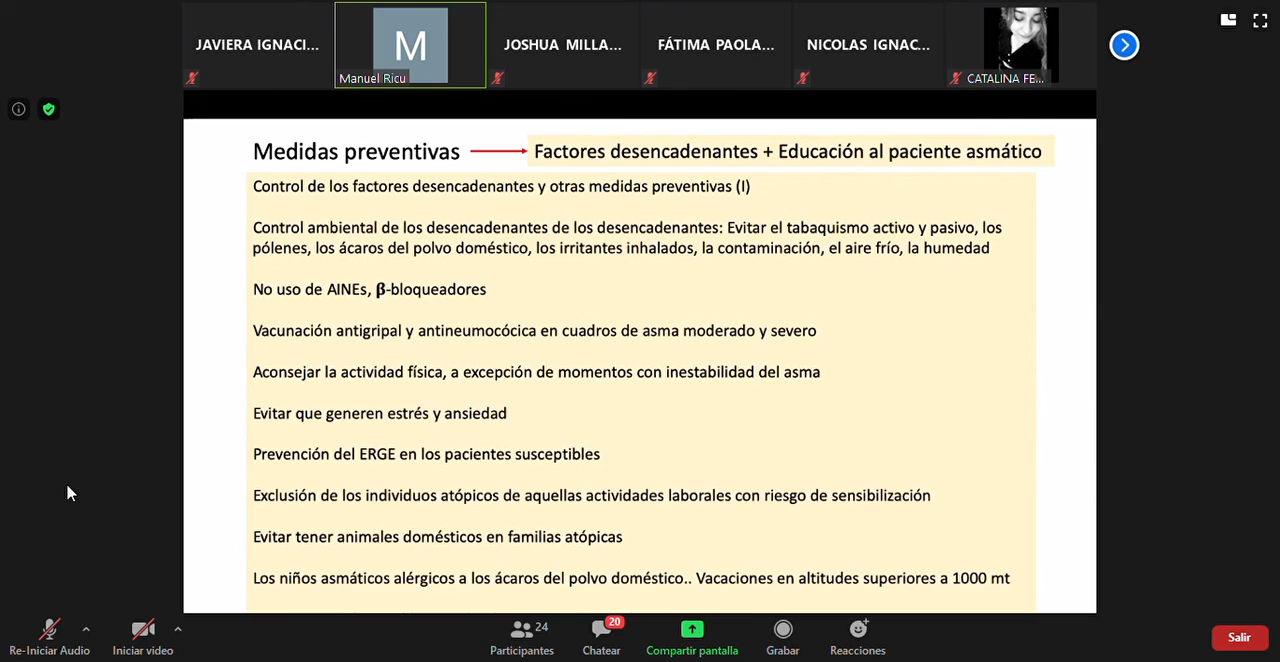 JAVIERA IGNACI...
M
Manuel Ricu
JOSHUA MILLA...
FÁTIMA PAOLA...
NICOLAS IGNAC...
CATALINA FE...
Medidas preventivas
Factores desencadenantes + Educación al paciente asmático
Control de los factores desencadenantes y otras medidas preventivas (I)
Control ambiental de los desencadenantes de los desencadenantes: Evitar el tabaquismo activo y pasivo, los
pólenes, los ácaros del polvo doméstico, los irritantes inhalados, la contaminación, el aire frío, la humedad
No uso de AINEs, β-bloqueadores
Vacunación antigripal y antineumocócica en cuadros de asma moderado y severo
Aconsejar la actividad física, a excepción de momentos con inestabilidad del asma
Evitar que generen estrés y ansiedad
Prevención del ERGE en los pacientes susceptibles
Exclusión de los individuos atópicos de aquellas actividades laborales con riesgo de sensibilización
Evitar tener animales domésticos en familias atópicas
Los niños asmáticos alérgicos a los ácaros del polvo doméstico.. Vacaciones en altitudes superiores a 1000 mt
Re-Iniciar Audio
Iniciar video
24
Participantes
20
Chatear
Compartir pantalla
Grabar
Reacciones
Salir